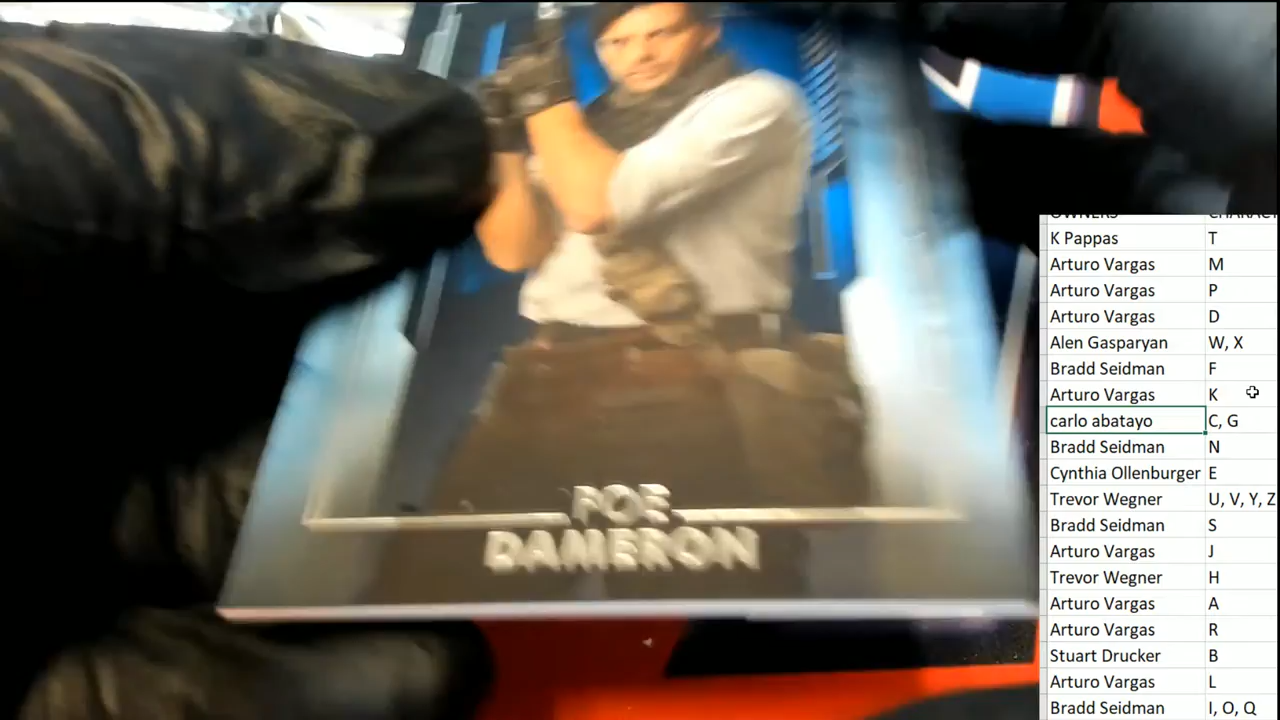 POE
DAMERON
K Pappas T
Arturo Vargas M
Arturo Vargas P
Arturo Vargas D
Alen Gasparyan W, X
Bradd Seidman F
Arturo Vargas K
carlo abatayo C, G
Bradd Seidman N
Cynthia Ollenburger E
Trevor Wegner U, V, Y, Z
Bradd Seidman S
Arturo Vargas J
Trevor Wegner H
Arturo Vargas A
Arturo Vargas R
Stuart Drucker B
Arturo Vargas L
Bradd Seidman I, O, Q